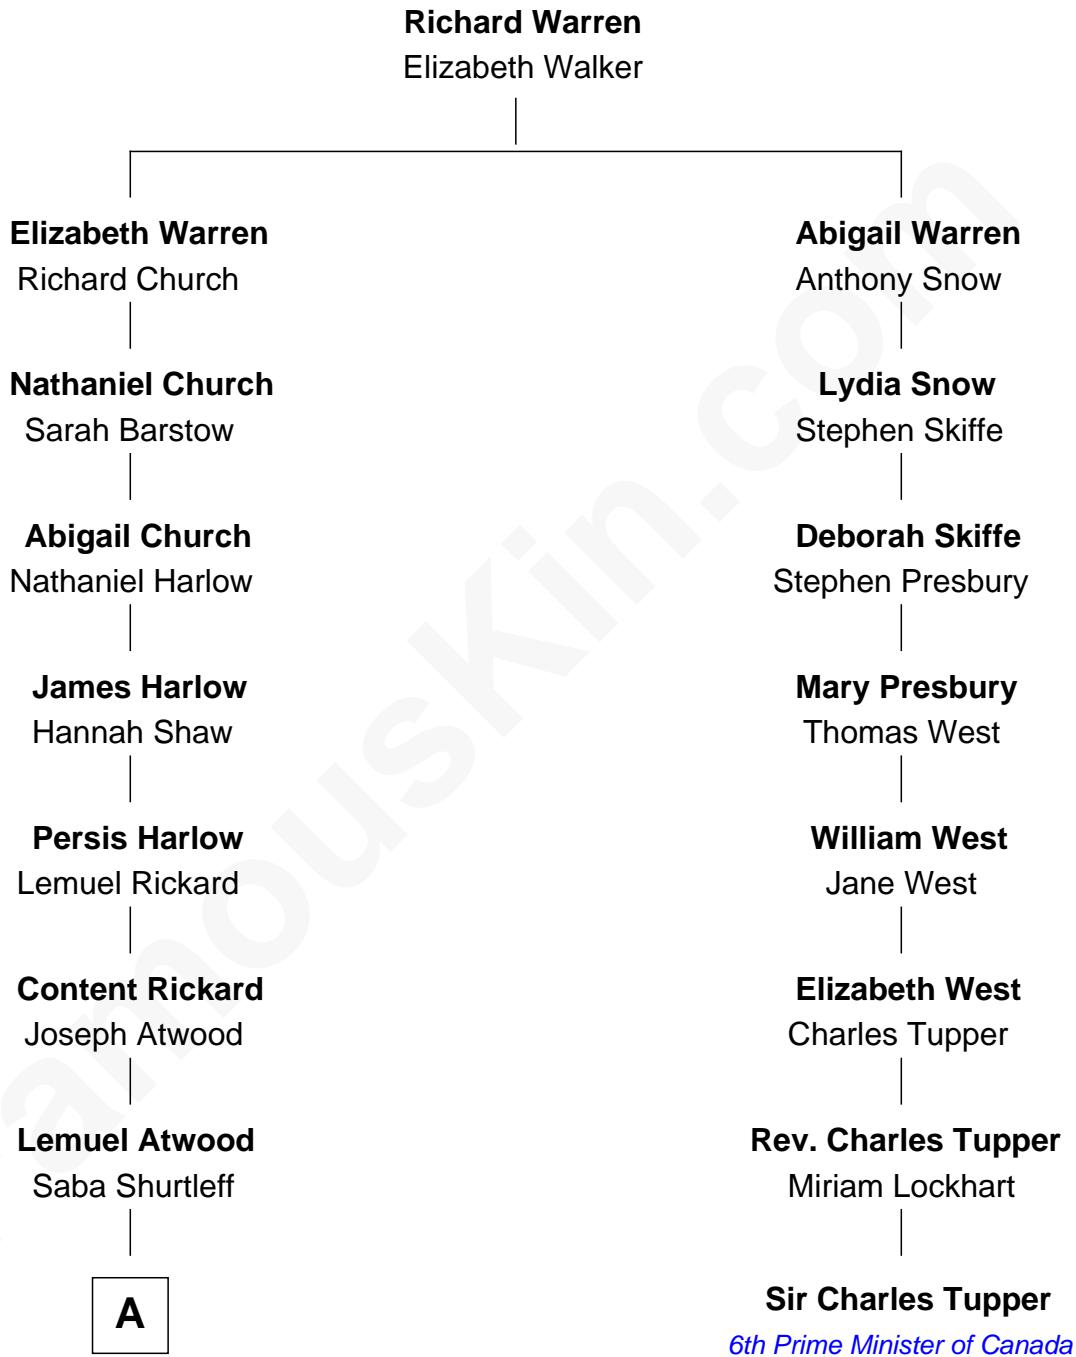 Richard Warren
Elizabeth Walker
Elizabeth Warren
Richard Church
Nathaniel Church
Sarah Barstow
Abigail Church
Nathaniel Harlow
James Harlow
Hannah Shaw
Persis Harlow
Lemuel Rickard
Content Rickard
Joseph Atwood
Lemuel Atwood
Saba Shurtleff
A
Abigail Warren
Anthony Snow
Lydia Snow
Stephen Skiffe
Deborah Skiffe
Stephen Presbury
Mary Presbury
Thomas West
William West
Jane West
Elizabeth West
Charles Tupper
Rev. Charles Tupper
Miriam Lockhart
Sir Charles Tupper
6th Prime Minister of Canada
amousKin.com